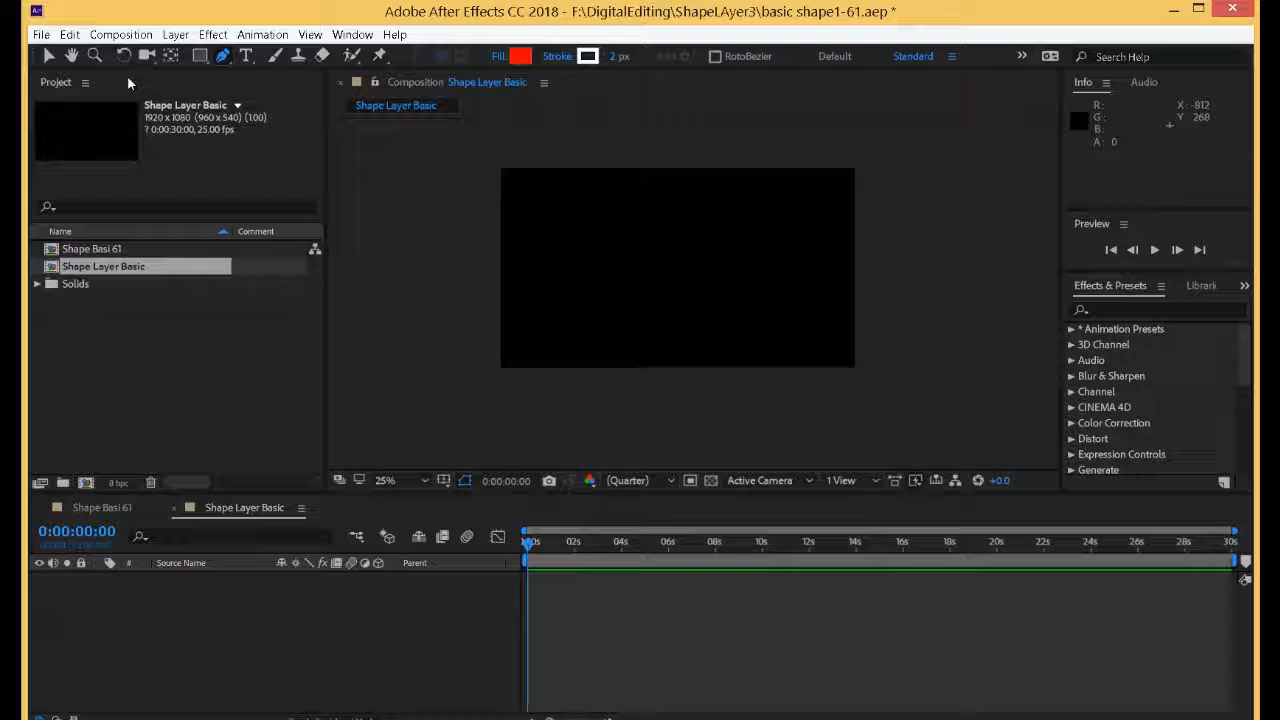 Adobe After Effects CC 2018 - F:\DigitalEditing\ShapeLAyer3\basic shape1-61.aep *
File Edit Composition Layer Effect Animation View Window Help
Fill: Stroke: 2 px RotoBezier Default Standard Search Help
Project
Composition Shape Layer Basic
Info Audio
Shape Layer Basic
1920 x 1080 (960 x 540) (1.00)
? 0:00:30:00, 25.00 fps
Shape Layer Basic
R: X: -812
G: Y 268
B:
A: 0
Preview
Name Comment
Shape Basi 61
Shape Layer Basic
Solids
Effects & Presets Librari
* Animation Presets
3D Channel
Audio
Blur & Sharpen
Channel
CINEMA 4D
Color Correction
Distort
Expression Controls
Generate
8 bpc
25% 0:00:00:00 (Quarter) Active Camera 1 View +0.0
Shape Basi 61 Shape Layer Basic
0:00:00:00
02s 04s 06s 08s 10s 12s 14s 16s 18s 20s 22s 24s 26s 28s 30s
# Source Name Parent